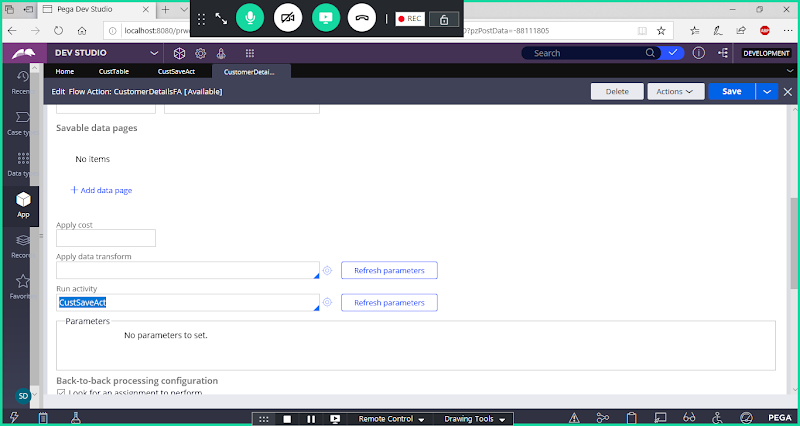 Pega Dev Studio
localhost:8080/prw
0?pzPostData=-88111805
REC
DEV STUDIO
Search
DEVELOPMENT
Home
CustTable
CustSaveAct
CustomerDetai...
Recen
Edit Flow Action: CustomerDetailsFA [Available]
Delete
Actions
Save
Savable data pages
Case typ
No items
Data typ
+ Add data page
App
Apply cost
Record
Apply data transform
Refresh parameters
Favorit
Run activity
CustSaveAct
Refresh parameters
Parameters
No parameters to set.
Back-to-back processing configuration
Look for an assignment to perform
SD
Remote Control
Drawing Tools
PEGA